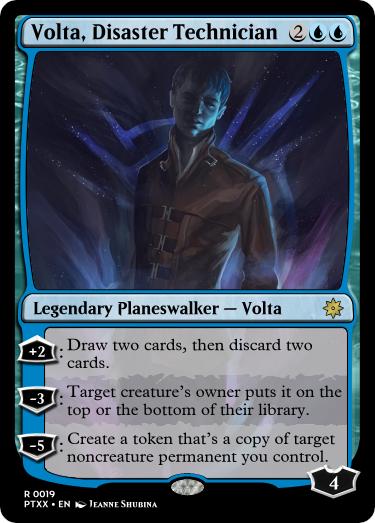 Volta, Disaster Technician 2
Legendary Planeswalker — Volta
+2: Draw two cards, then discard two
cards.
-3: Target creature's owner puts it on the
top or the bottom of their library.
-5: Create a token that's a copy of target
noncreature permanent you control.
4
R 0019
PTXX • EN Jeanne Shubina